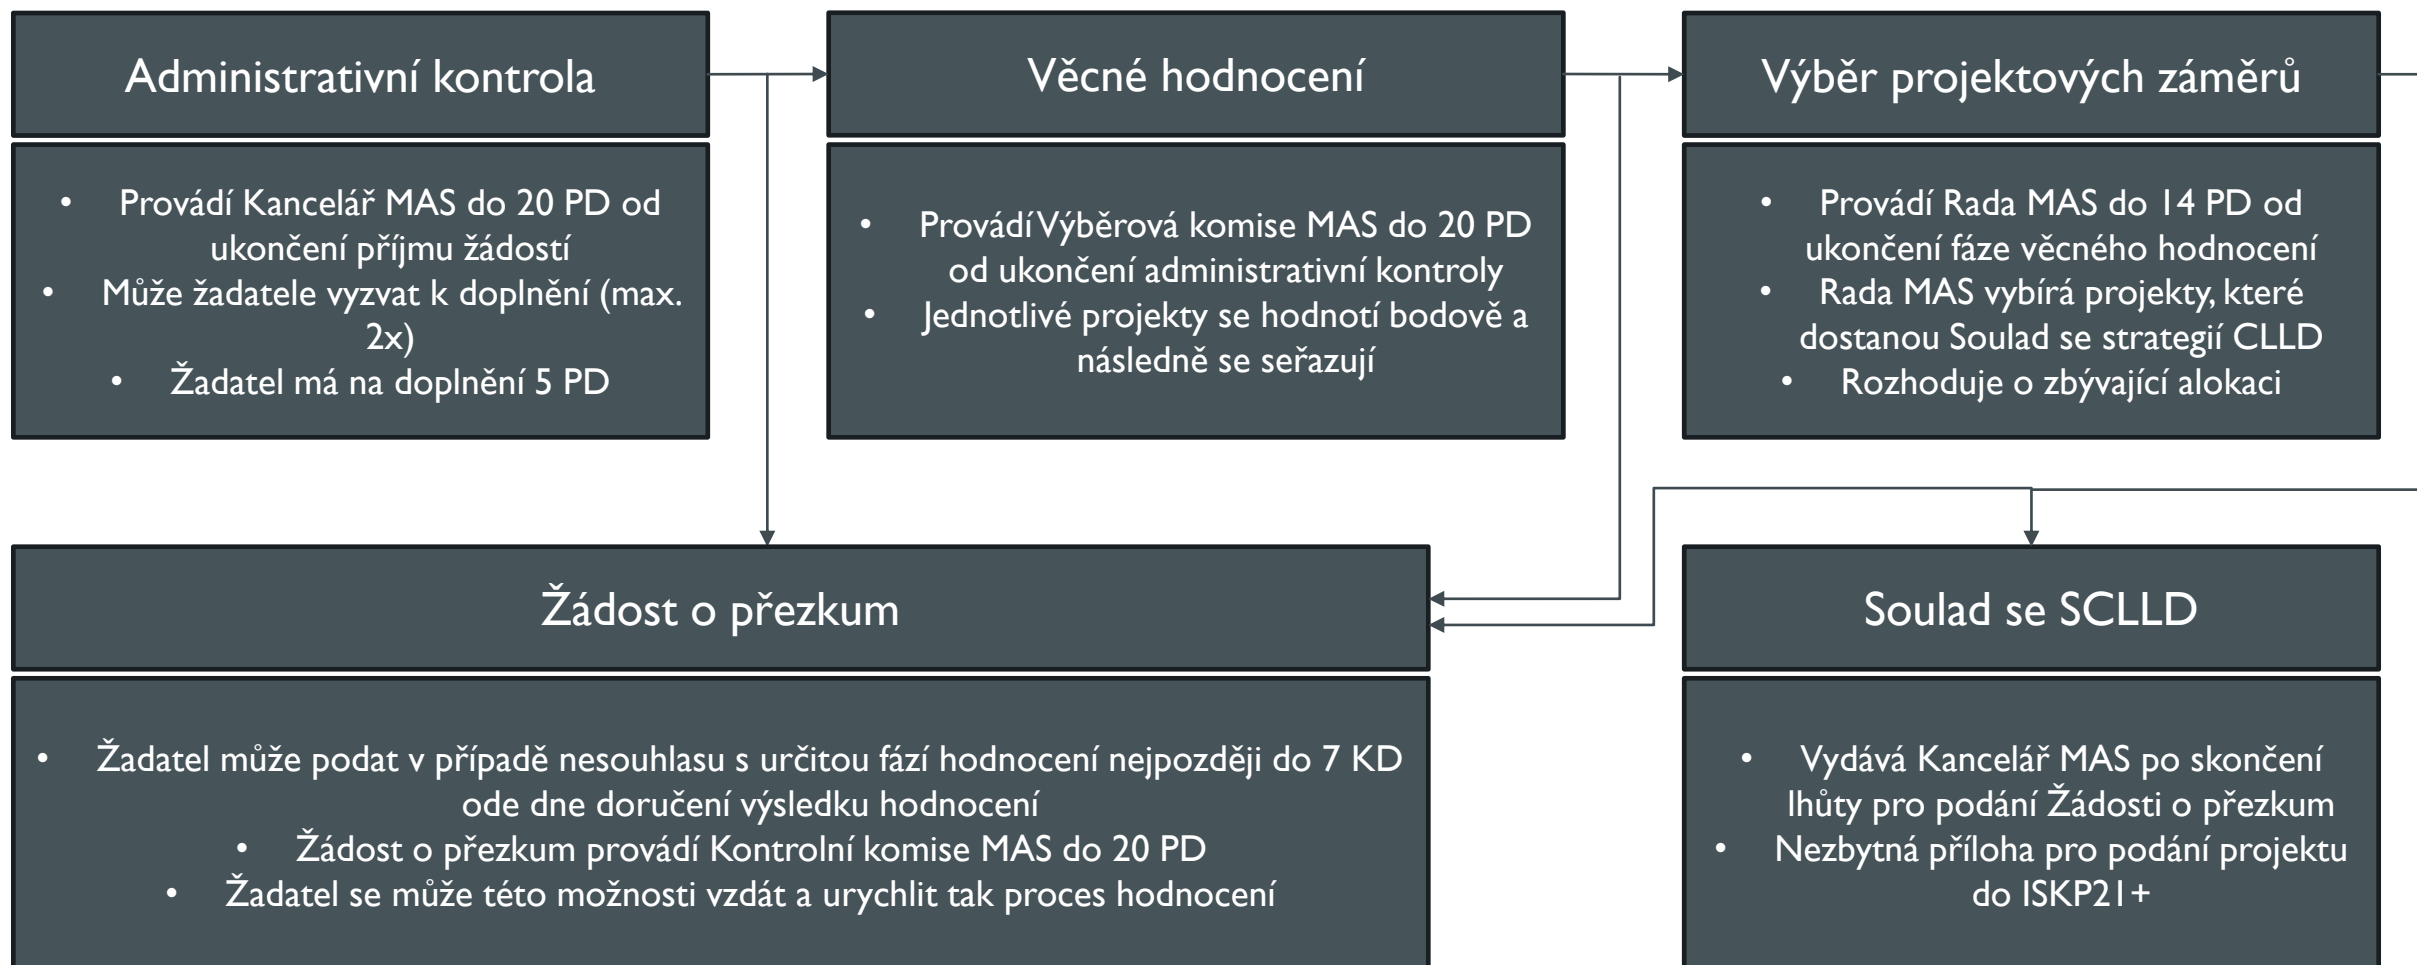 Administrativní kontrola
• Provádí Kancelář MAS do 20 PD od
ukončení příjmu žádostí
• Může žadatele vyzvat k doplnění (max.
2x)
• Žadatel má na doplnění 5 PD
Věcné hodnocení
• Provádí Výběrová komise MAS do 20 PD
od ukončení administrativní kontroly
• Jednotlivé projekty se hodnotí bodově a
následně se seřazují
Výběr projektových záměrů
• Provádí Rada MAS do 14 PD od
ukončení fáze věcného hodnocení
• Rada MAS vybírá projekty, které
dostanou Soulad se strategií CLLD
• Rozhoduje o zbývající alokaci
Žádost o přezkum
• Žadatel může podat v případě nesouhlasu s určitou fází hodnocení nejpozději do 7 KD
ode dne doručení výsledku hodnocení
• Žádost o přezkum provádí Kontrolní komise MAS do 20 PD
• Žadatel se může této možnosti vzdát a urychlit tak proces hodnocení
Soulad se SCLLD
• Vydává Kancelář MAS po skončení
lhůty pro podání Žádosti o přezkum
• Nezbytná příloha pro podání projektu
do ISKP21+